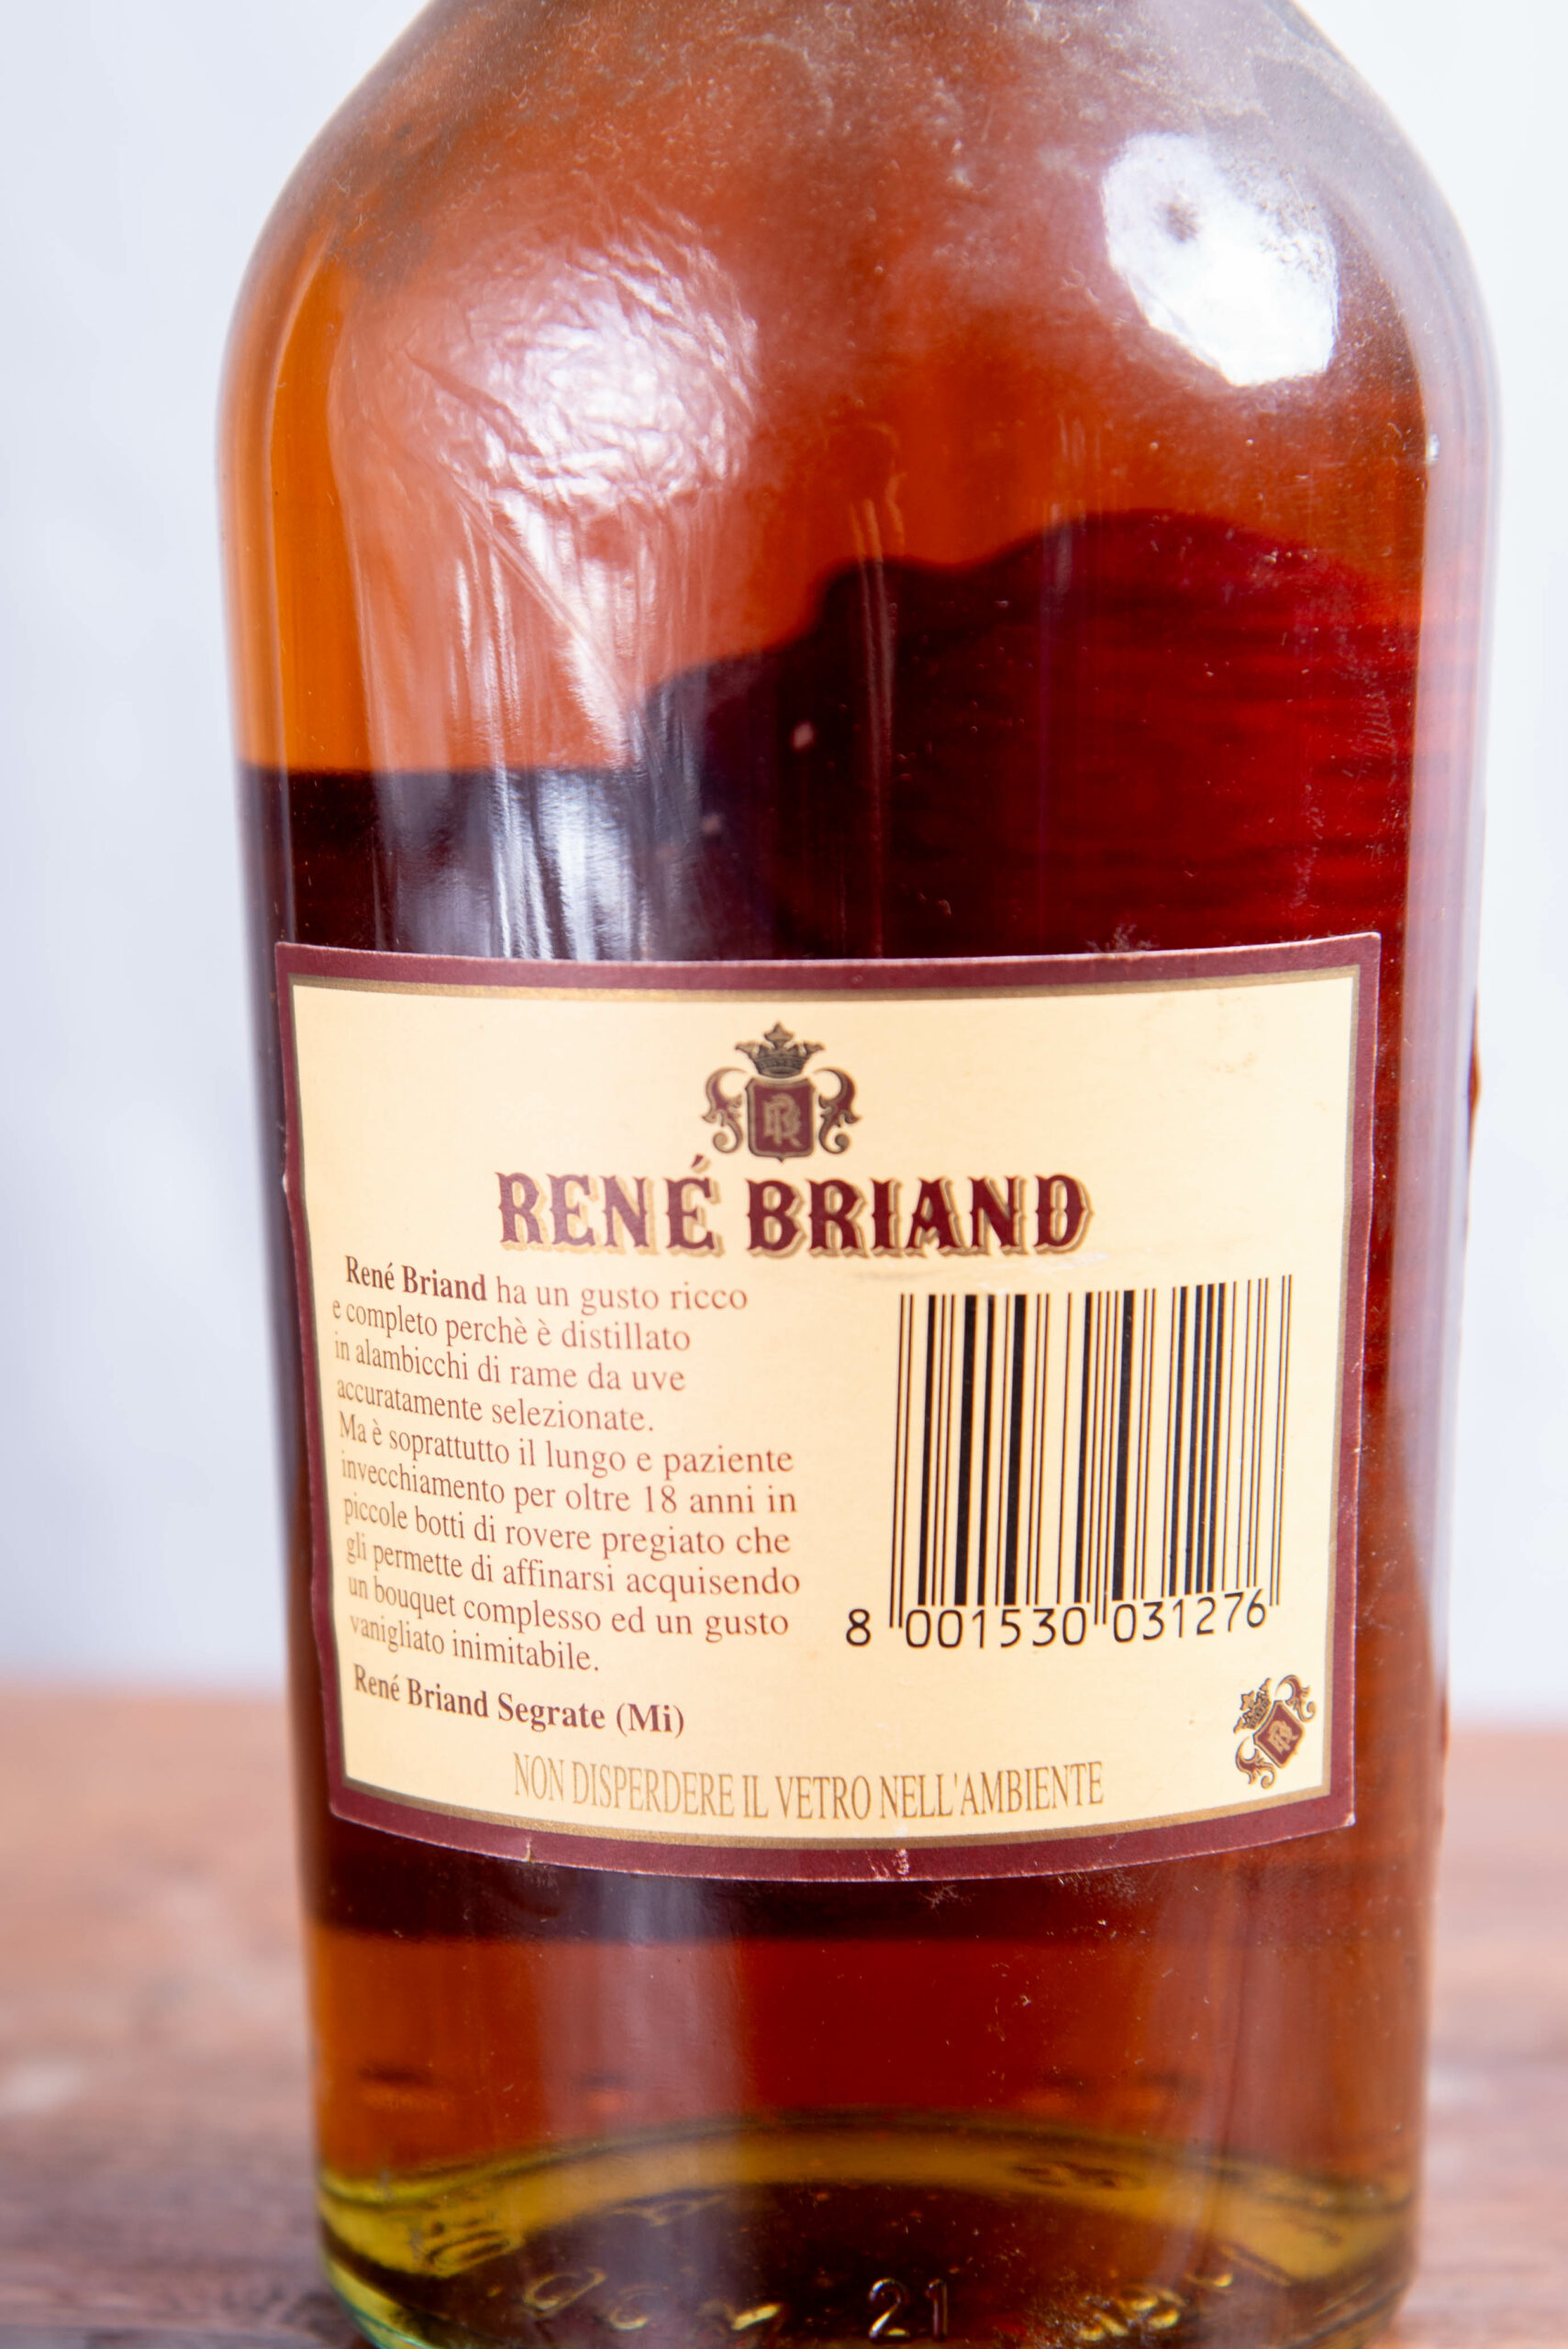 RENÉ BRIAND
René Briand ha un gusto ricco
e completo perchè è distillato
in alambicchi di rame da uve
accuratamente selezionate.
Ma è soprattutto il lungo e paziente
invecchiamento per oltre 18 anni in
piccole botti di rovere pregiato che
gli permette di affinarsi acquisendo
un bouquet complesso ed un gusto
vanigliato inimitabile.
René Briand Segrate (Mi)
8 001530 031276
NON DISPERDERE IL VETRO NELL'AMBIENTE
21